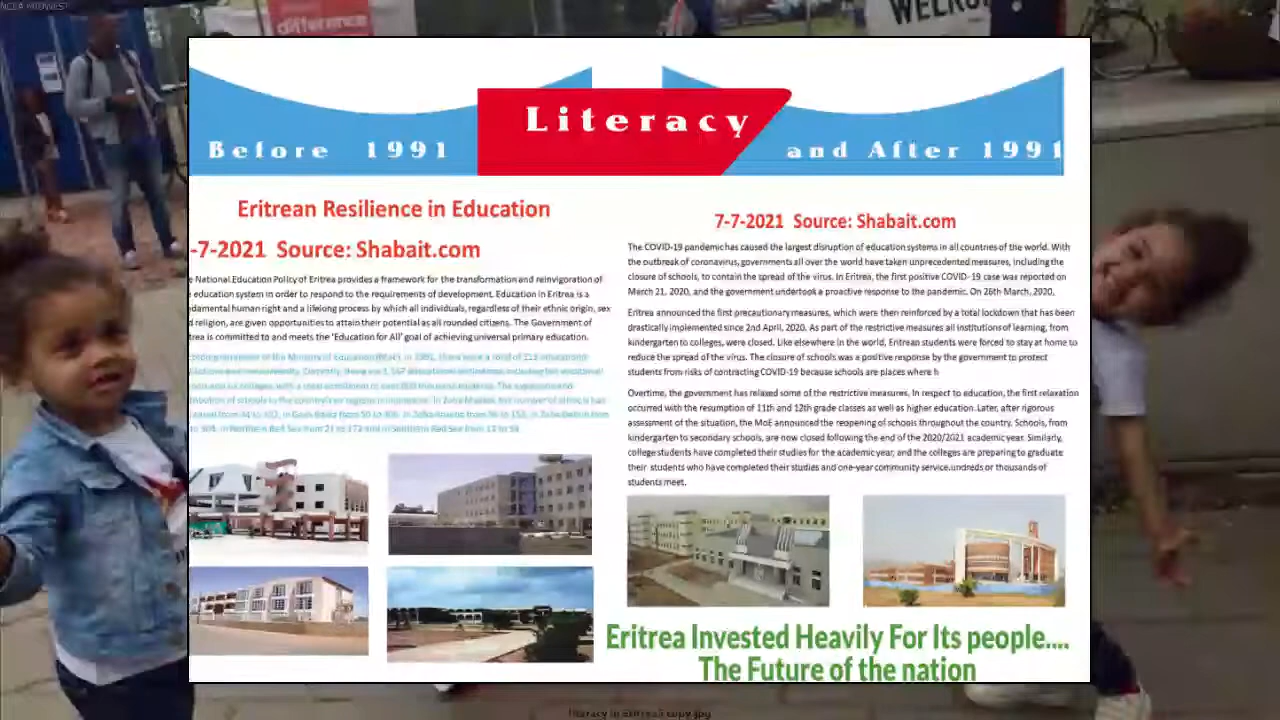 NCEA MIDWEST
difference
Literacy
Before 1991
and After 1991
Eritrean Resilience in Education
-7-2021 Source: Shabait.com
e National Education Policy of Eritrea provides a framework for the transformation and reinvigoration of
e education system in order to respond to the requirements of development. Education in Eritrea is a
damental human right and a lifelong process by which all individuals, regardless of their ethnic origin, sex
d religion, are given opportunities to attain their potential as all rounded citizens. The Government of
trea is committed to and meets the 'Education for All' goal of achieving universal primary education.
7-7-2021 Source: Shabait.com
The COVID-19 pandemic has caused the largest disruption of education systems in all countries of the world. With
the outbreak of coronavirus, governments all over the world have taken unprecedented measures, including the
closure of schools, to contain the spread of the virus. In Eritrea, the first positive COVID- 19 case was reported on
March 21, 2020, and the government undertook a proactive response to the pandemic. On 26th March, 2020,
Eritrea announced the first precautionary measures, which were then reinforced by a total lockdown that has been
drastically implemented since 2nd April, 2020. As part of the restrictive measures all institutions of learning, from
kindergarten to colleges, were closed. Like elsewhere in the world, Eritrean students were forced to stay at home to
reduce the spread of the virus. The closure of schools was a positive response by the government to protect
students from risks of contracting COVID-19 because schools are places where h
Overtime, the government has relaxed some of the restrictive measures. In respect to education, the first relaxation
occurred with the resumption of 11th and 12th grade classes as well as higher education. Later, after rigorous
assessment of the situation, the MoE announced the reopening of schools throughout the country. Schools, from
kindergarten to secondary schools, are now closed following the end of the 2020/2021 academic year. Similarly,
college students have completed their studies for the academic year, and the colleges are preparing to graduate
their students who have completed their studies and one-year community service.undreds or thousands of
students meet.
Eritrea Invested Heavily For Its people....
The Future of the nation